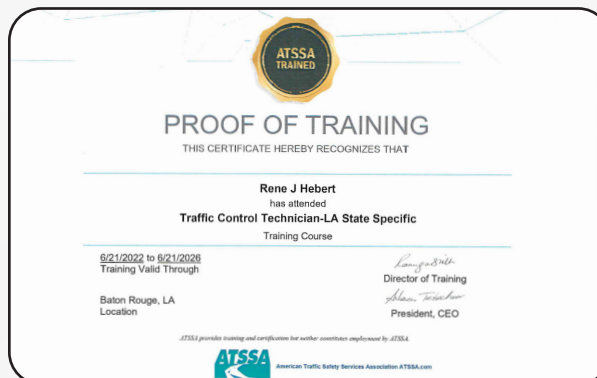 ATSSA
TRAINED
PROOF OF TRAINING
THIS CERTIFICATE HEREBY RECOGNIZES THAT
Rene J Hebert
has attended
Traffic Control Technician-LA State Specific
Training Course
6/21/2022 to 6/21/2026
Training Valid Through
Director of Training
Baton Rouge, LA
Location
President, CEO
ATSSA provides training and certification but neither constitutes employment by ATSSA.
ATSSA
American Traffic Safety Services Association ATSSA.com